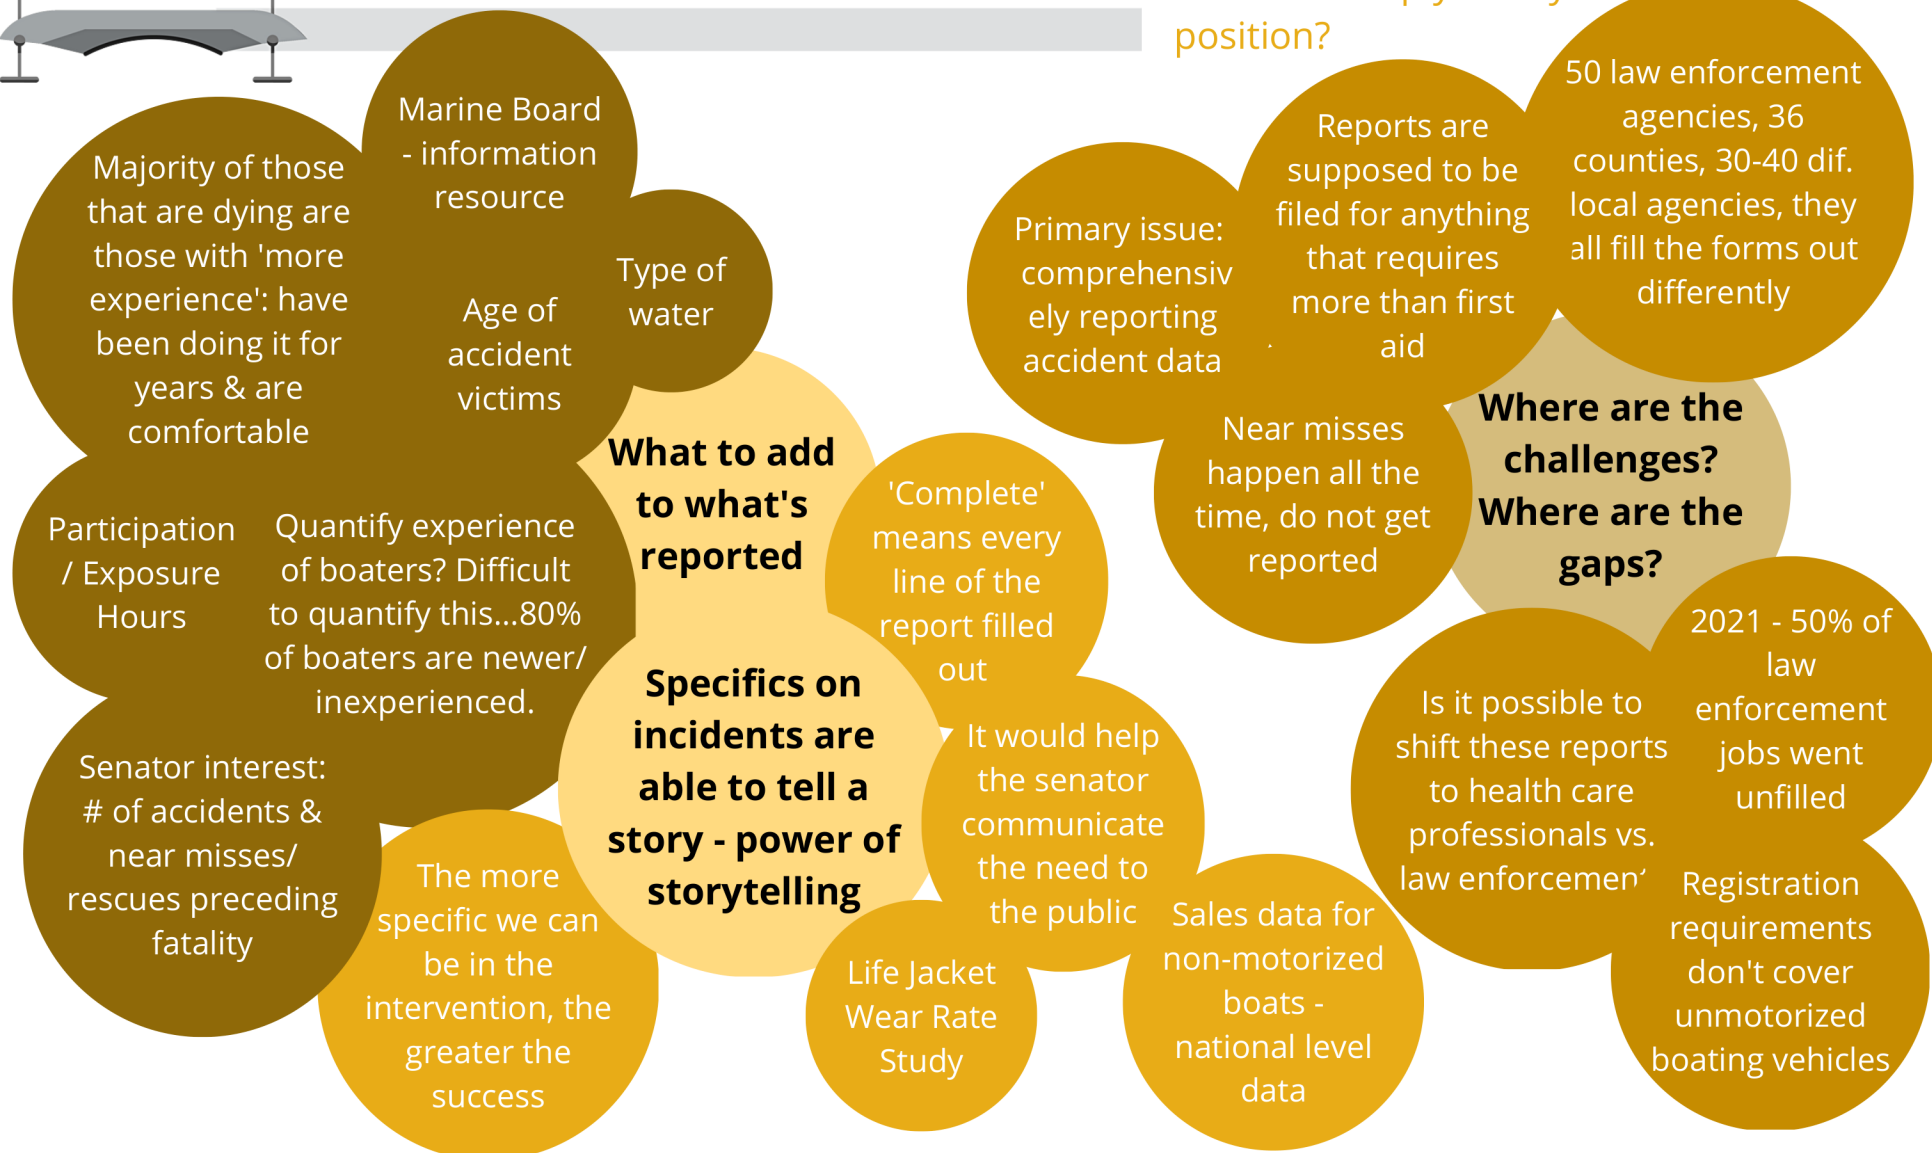 position?
Marine Board
- information
resource
Majority of those
that are dying are
those with 'more
experience': have
been doing it for
years & are
comfortable
Type of
water
Age of
accident
victims
What to add
to what's
reported
Participation
/ Exposure
Hours
Quantify experience
of boaters? Difficult
to quantify this...80%
of boaters are newer/
inexperienced.
'Complete'
means every
line of the
report filled
out
Specifics on
incidents are
able to tell a
story - power of
storytelling
Senator interest:
# of accidents &
near misses/
rescues preceding
fatality
The more
specific we can
be in the
intervention, the
greater the
success
It would help
the senator
communicate
the need to
the public
Life Jacket
Wear Rate
Study
Sales data for
non-motorized
boats -
national level
data
50 law enforcement
agencies, 36
counties, 30-40 dif.
local agencies, they
all fill the forms out
differently
Reports are
supposed to be
filed for anything
that requires
more than first
aid
Primary issue:
comprehensiv
ely reporting
accident data
Near misses
happen all the
time, do not get
reported
Where are the
challenges?
Where are the
gaps?
2021 - 50% of
law
enforcement
jobs went
unfilled
Is it possible to
shift these reports
to health care
professionals vs.
law enforcement
Registration
requirements
don't cover
unmotorized
boating vehicles